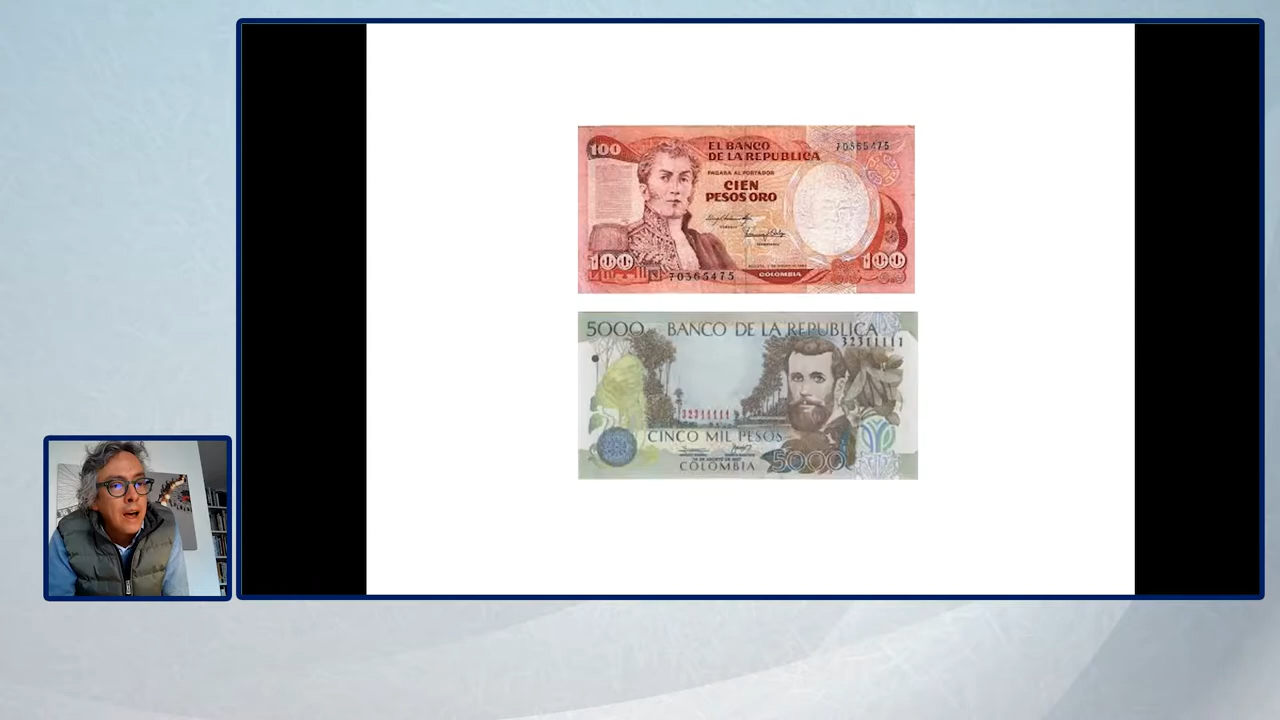 100
EL BANCO
DE LA REPUBLICA
70365475
PAGARA AL PORTADOR
CIEN
PESOS ORO
100
70365475
COLOMBIA
100
5000
BANCO DE LA REPUBLICA
32311111
32311111
CINCO MIL PESOS
COLOMBIA
5000